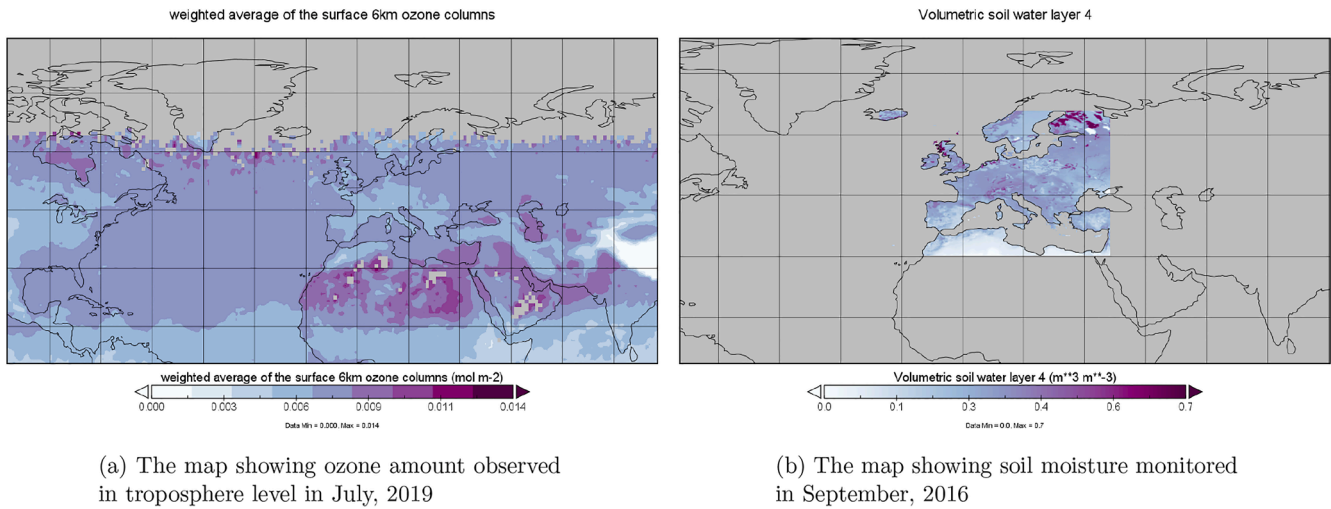 weighted average of the surface 6km ozone columns
weighted average of the surface 6km ozone columns (mol m-2)
0.000 0.003 0.006 0.009 0.011 0.014
Data Min = 0.000, Max = 0.014
(a) The map showing ozone amount observed
in troposphere level in July, 2019
Volumetric soil water layer 4
Volumetric soil water layer 4 (m**3 m**-3)
0.0 0.1 0.3 0.4 0.6 0.7
Data Min = 0.0, Max = 0.7
(b) The map showing soil moisture monitored
in September, 2016